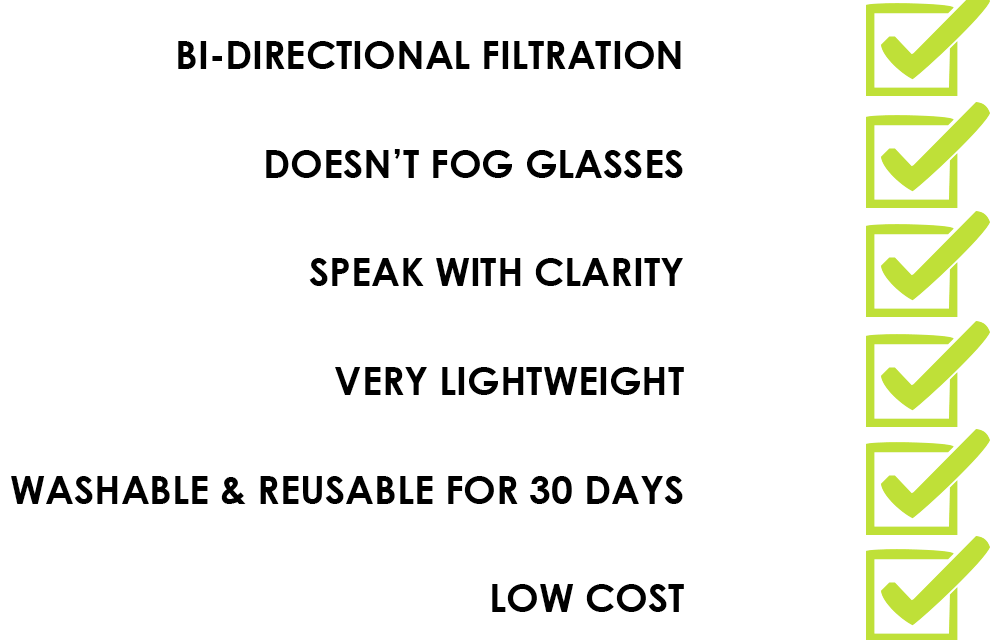 BI-DIRECTIONAL FILTRATION
DOESN’T FOG GLASSES
SPEAK WITH CLARITY
VERY LIGHTWEIGHT
WASHABLE & REUSABLE FOR 30 DAYS
LOW COST